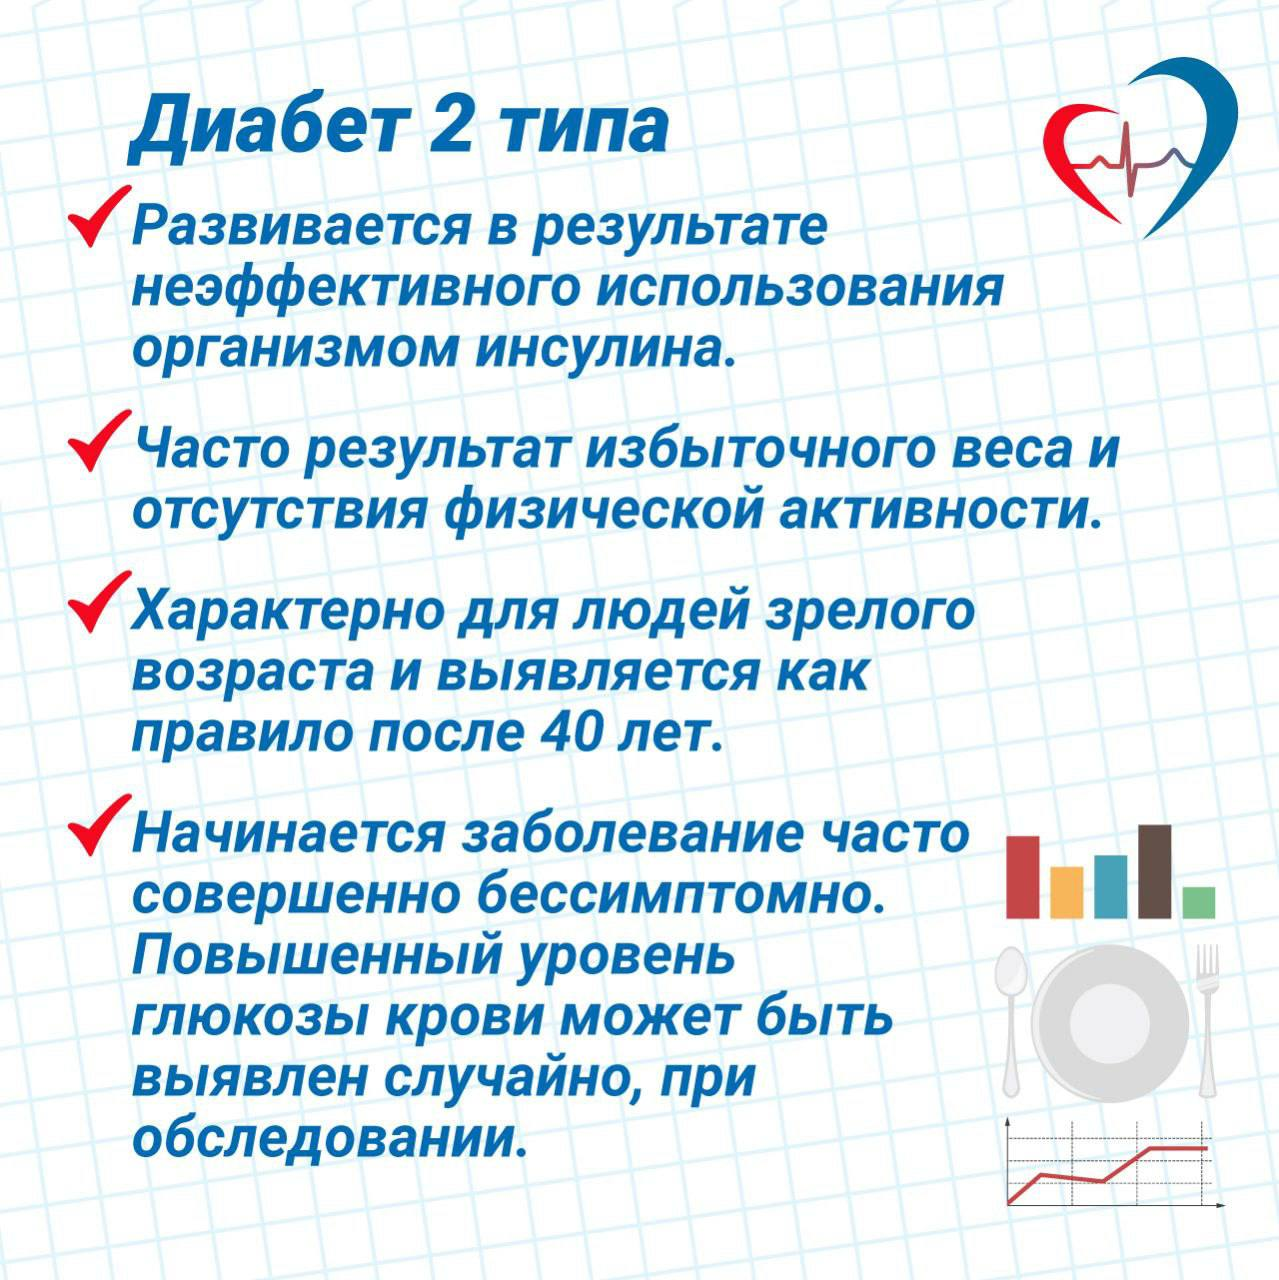 Диабет 2 типа
Развивается в результате
неэффективного использования
организмом инсулина.
Часто результат избыточного веса и
отсутствия физической активности.
Характерно для людей зрелого
возраста и выявляется как
правило после 40 лет.
Начинается заболевание часто
совершенно бессимптомно.
Повышенный уровень
глюкозы крови может быть
выявлен случайно, при
обследовании.